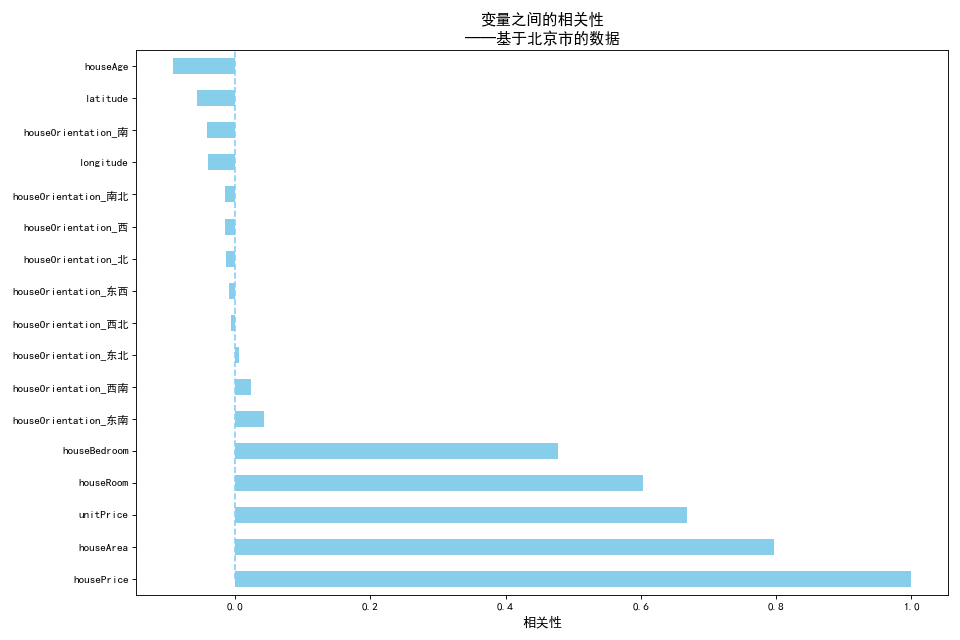 变量之间的相关性
——基于北京市的数据
houseAge
latitude
houseOrientation_南
longitude
houseOrientation_南北
houseOrientation_西
houseOrientation_北
houseOrientation_东西
houseOrientation_西北
houseOrientation_东北
houseOrientation_西南
houseOrientation_东南
houseBedroom
houseRoom
unitPrice
houseArea
housePrice
0.0 0.2 0.4 0.6 0.8 1.0
相关性